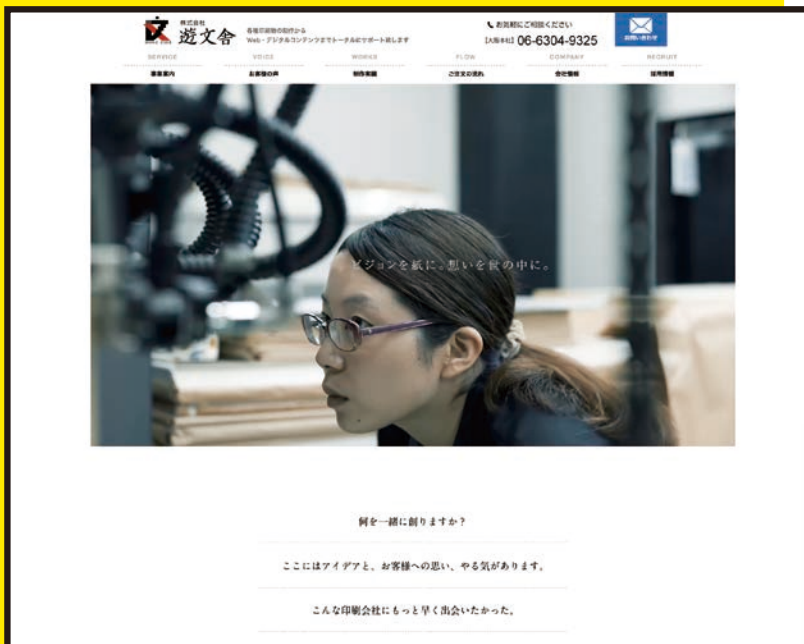 株式会社
遊文舎
各種印刷物の制作から
Web・デジタルコンテンツまでトータルにサポート致します
お気軽にご相談ください
【大阪本社】 06-6304-9325
お問い合わせ
SERVICE VOICE WORKS FLOW COMPANY RECRUIT
事業案内 お客様の声 制作実績 ご注文の流れ 会社情報 採用情報
ビジョンを紙に。想いを世の中に。
何を一緒に創りますか？
ここにはアイデアと、お客様への思い、やる気があります。
こんな印刷会社にもっと早く出会いたかった。